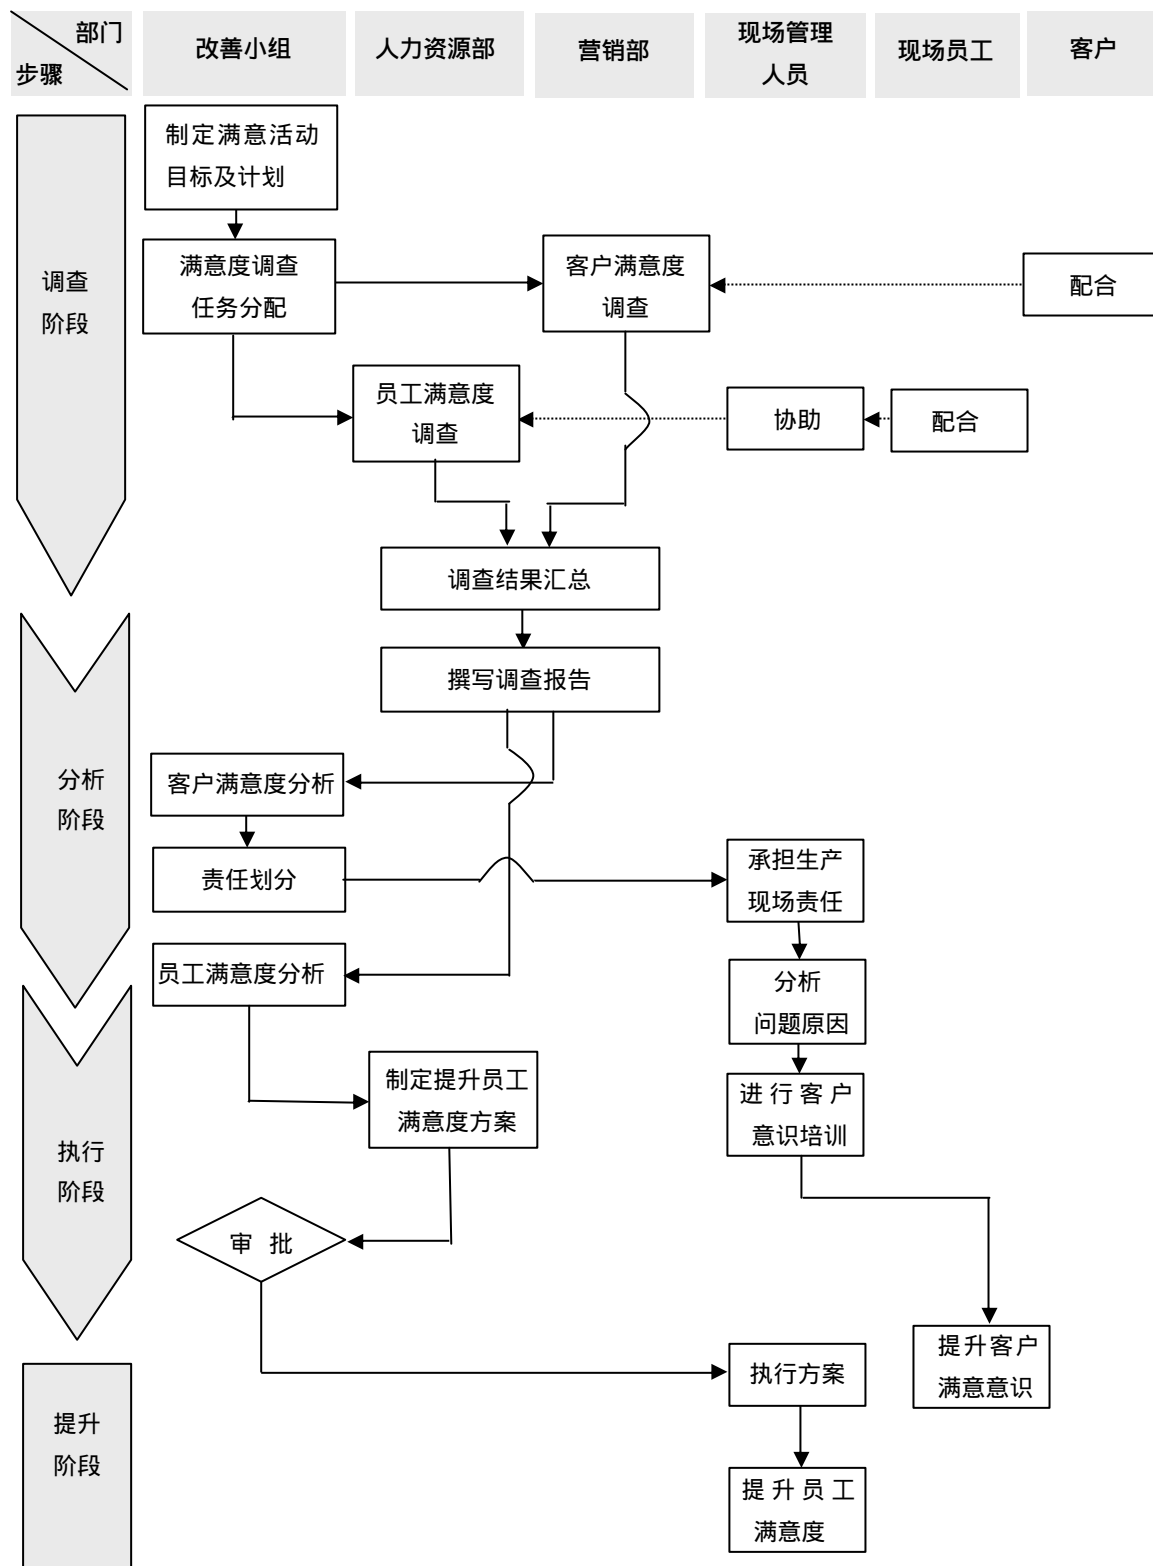 部门
步骤
改善小组
人力资源部
营销部
现场管理
人员
现场员工
客户
制定满意活动
目标及计划
调查
阶段
满意度调查
任务分配
客户满意度
调查
配合
员工满意度
调查
协助
配合
调查结果汇总
撰写调查报告
分析
阶段
客户满意度分析
责任划分
承担生产
现场责任
员工满意度分析
分析
问题原因
执行
阶段
制定提升员工
满意度方案
进行客户
意识培训
审 批
提升客户
满意意识
提升
阶段
执行方案
提升员工
满意度